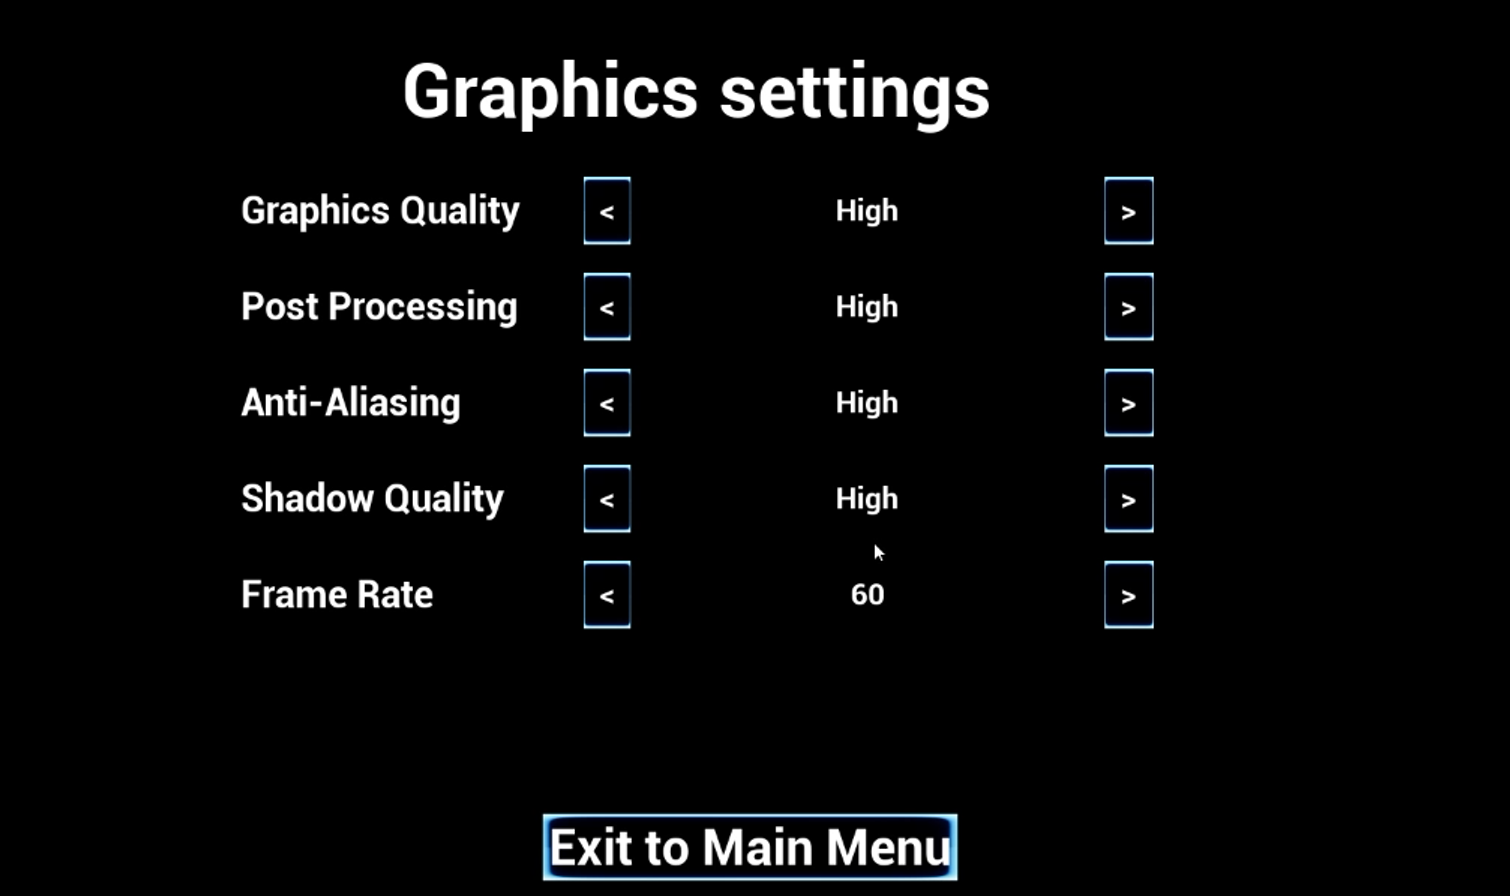 Graphics settings
Graphics Quality < High >
Post Processing < High >
Anti-Aliasing < High >
Shadow Quality < High >
Frame Rate < 60 >
Exit to Main Menu